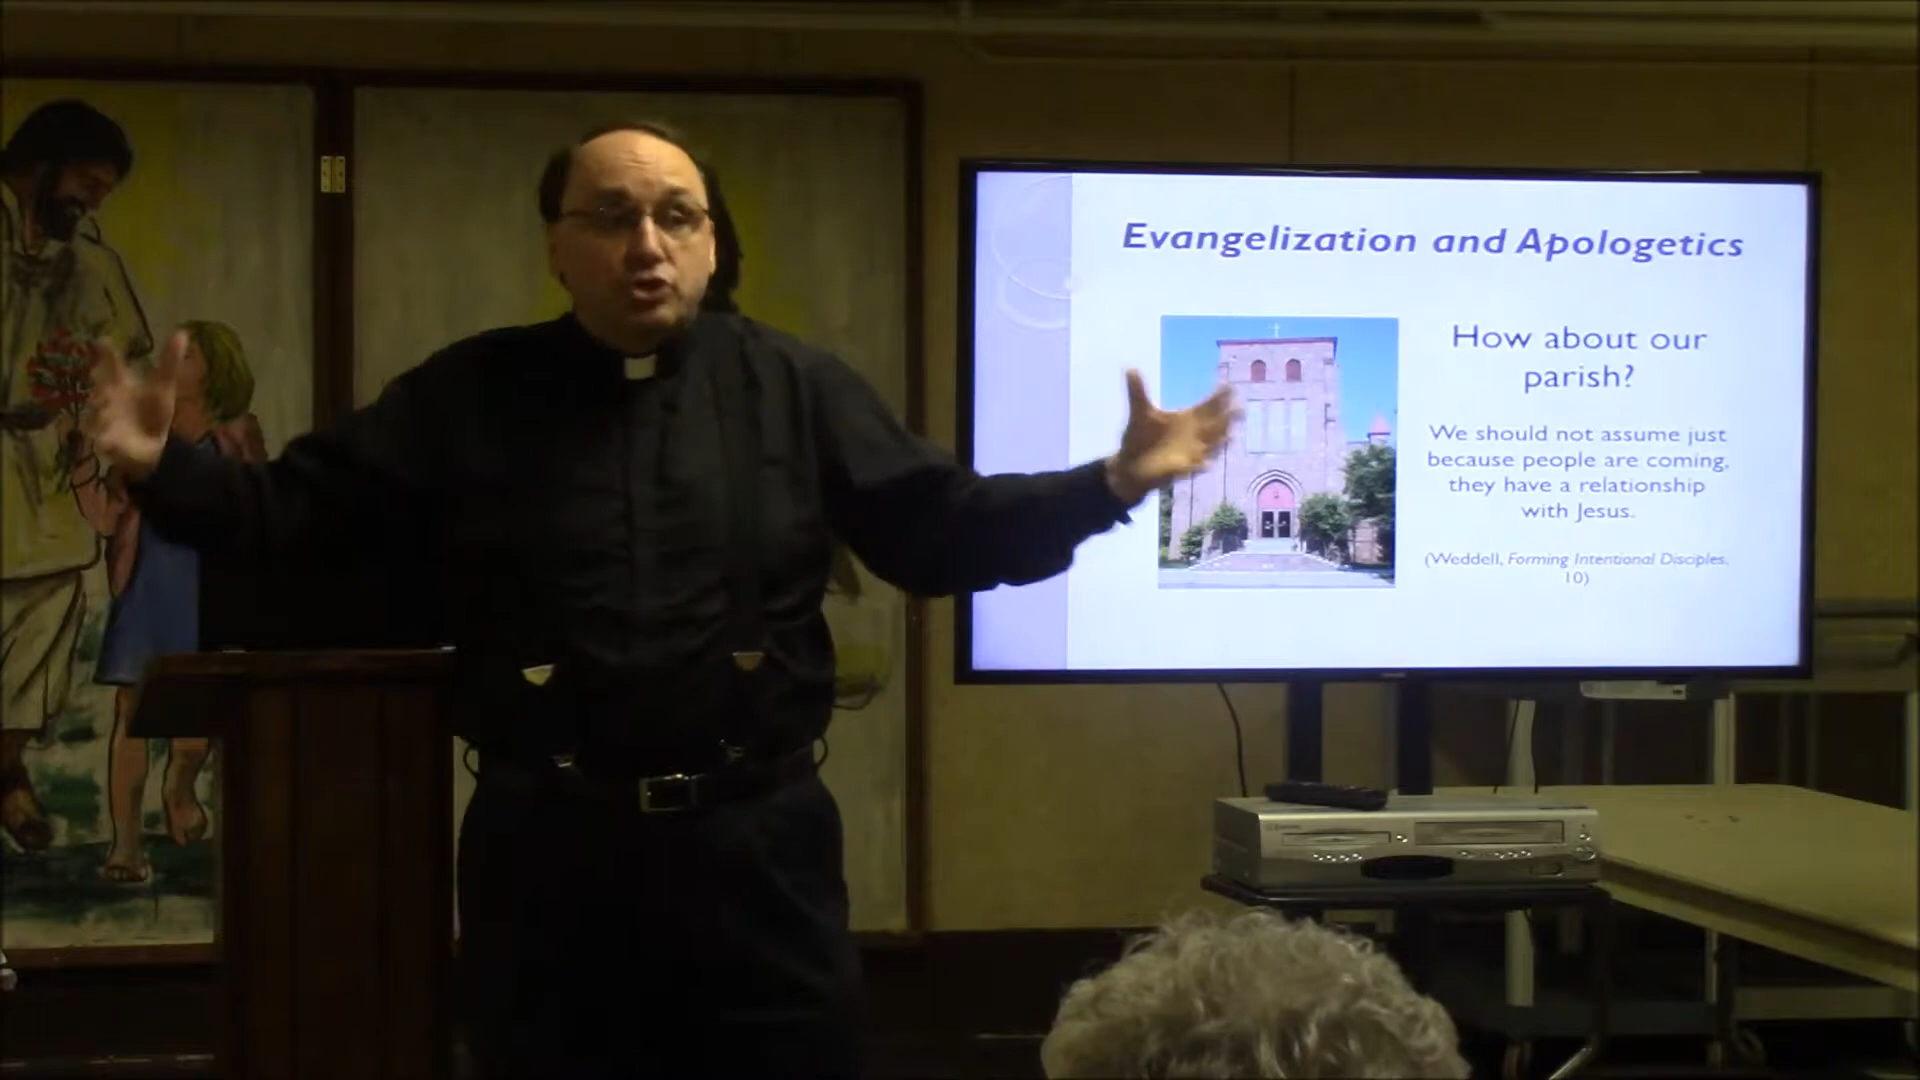 Evangelization and Apologetics
How about our
parish?
We should not assume just
because people are coming,
they have a relationship
with Jesus.
(Weddell, Forming Intentional Disciples,
10)